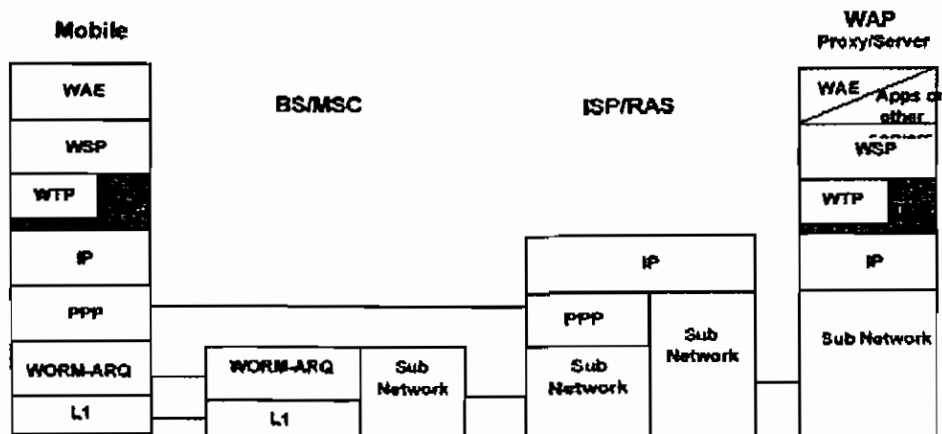 Mobile
WAE
WSP
WTP
IP
PPP
WORM-ARQ
L1
BS/MSC
WORM-ARQ
L1
Sub
Network
ISP/RAS
IP
PPP
Sub
Network
Sub
Network
WAP
Proxy/Server
WAE
Apps or
other
WSP
WTP
IP
Sub Network